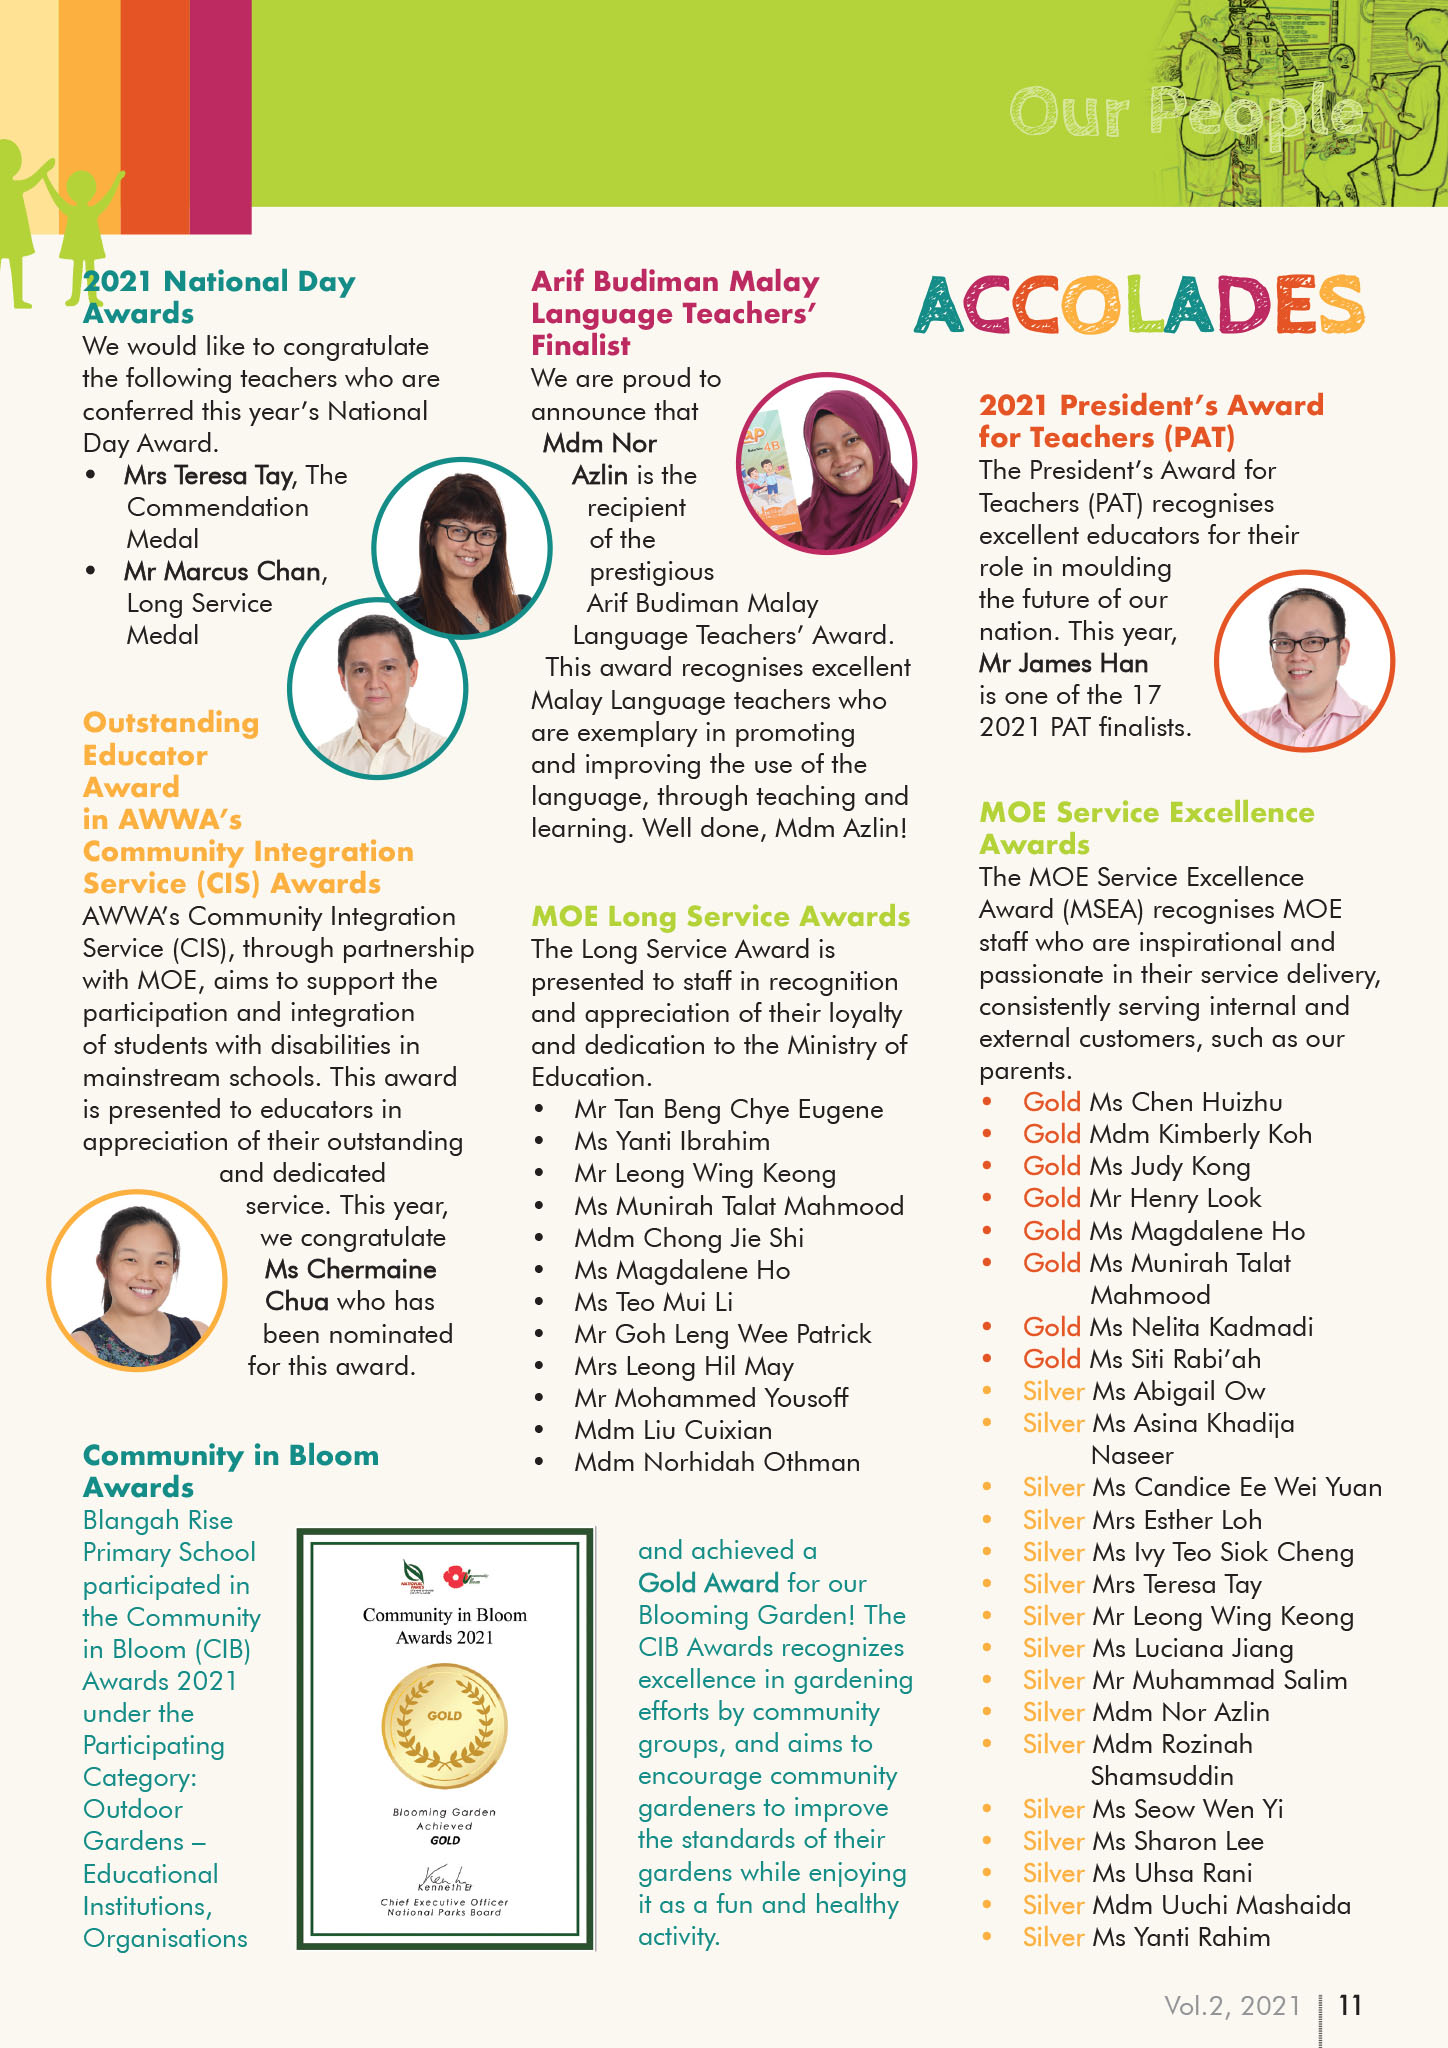 Our People
ACCOLADES
2021 National Day
Awards
We would like to congratulate
the following teachers who are
conferred this year's National
Day Award.
• Mrs Teresa Tay, The
Commendation
Medal
• Mr Marcus Chan,
Long Service
Medal
Outstanding
Educator
Award
in AWWA's
Community Integration
Service (CIS) Awards
AWWA's Community Integration
Service (CIS), through partnership
with MOE, aims to support the
participation and integration
of students with disabilities in
mainstream schools. This award
is presented to educators in
appreciation of their outstanding
and dedicated
service. This year,
we congratulate
Ms Chermaine
Chua who has
been nominated
for this award.
Arif Budiman Malay
Language Teachers'
Finalist
We are proud to
announce that
Mdm Nor
Azlin is the
recipient
of the
prestigious
Arif Budiman Malay
Language Teachers' Award.
This award recognises excellent
Malay Language teachers who
are exemplary in promoting
and improving the use of the
language, through teaching and
learning. Well done, Mdm Azlin!
4B
MOE Long Service Awards
The Long Service Award is
presented to staff in recognition
and appreciation of their loyalty
and dedication to the Ministry of
Education.
• Mr Tan Beng Chye Eugene
• Ms Yanti Ibrahim
• Mr Leong Wing Keong
• Ms Munirah Talat Mahmood
• Mdm Chong Jie Shi
• Ms Magdalene Ho
• Ms Teo Mui Li
• Mr Goh Leng Wee Patrick
• Mrs Leong Hil May
• Mr Mohammed Yousoff
• Mdm Liu Cuixian
• Mdm Norhidah Othman
2021 President's Award
for Teachers (PAT)
The President's Award for
Teachers (PAT) recognises
excellent educators for their
role in moulding
the future of our
nation. This year,
Mr James Han
is one of the 17
2021 PAT finalists.
MOE Service Excellence
Awards
The MOE Service Excellence
Award (MSEA) recognises MOE
staff who are inspirational and
passionate in their service delivery,
consistently serving internal and
external customers, such as our
parents.
• Gold Ms Chen Huizhu
• Gold Mdm Kimberly Koh
• Gold Ms Judy Kong
• Gold Mr Henry Look
• Gold Ms Magdalene Ho
• Gold Ms Munirah Talat
Mahmood
• Gold Ms Nelita Kadmadi
• Gold Ms Siti Rabi'ah
• Silver Ms Abigail Ow
• Silver Ms Asina Khadija
Naseer
• Silver Ms Candice Ee Wei Yuan
• Silver Mrs Esther Loh
• Silver Ms Ivy Teo Siok Cheng
• Silver Mrs Teresa Tay
• Silver Mr Leong Wing Keong
• Silver Ms Luciana Jiang
• Silver Mr Muhammad Salim
• Silver Mdm Nor Azlin
• Silver Mdm Rozinah
Shamsuddin
• Silver Ms Seow Wen Yi
• Silver Ms Sharon Lee
• Silver Ms Uhsa Rani
• Silver Mdm Uuchi Mashaida
• Silver Ms Yanti Rahim
Community in Bloom
Awards
Blangah Rise
Primary School
participated in
the Community
in Bloom (CIB)
Awards 2021
under the
Participating
Category:
Outdoor
Gardens –
Educational
Institutions,
Organisations
Community in Bloom
Awards 2021
GOLD
Blooming Garden
Achieved
GOLD
Kenneth Er
Chief Executive Officer
National Parks Board
and achieved a
Gold Award for our
Blooming Garden! The
CIB Awards recognizes
excellence in gardening
efforts by community
groups, and aims to
encourage community
gardeners to improve
the standards of their
gardens while enjoying
it as a fun and healthy
activity.
Vol.2, 2021 11